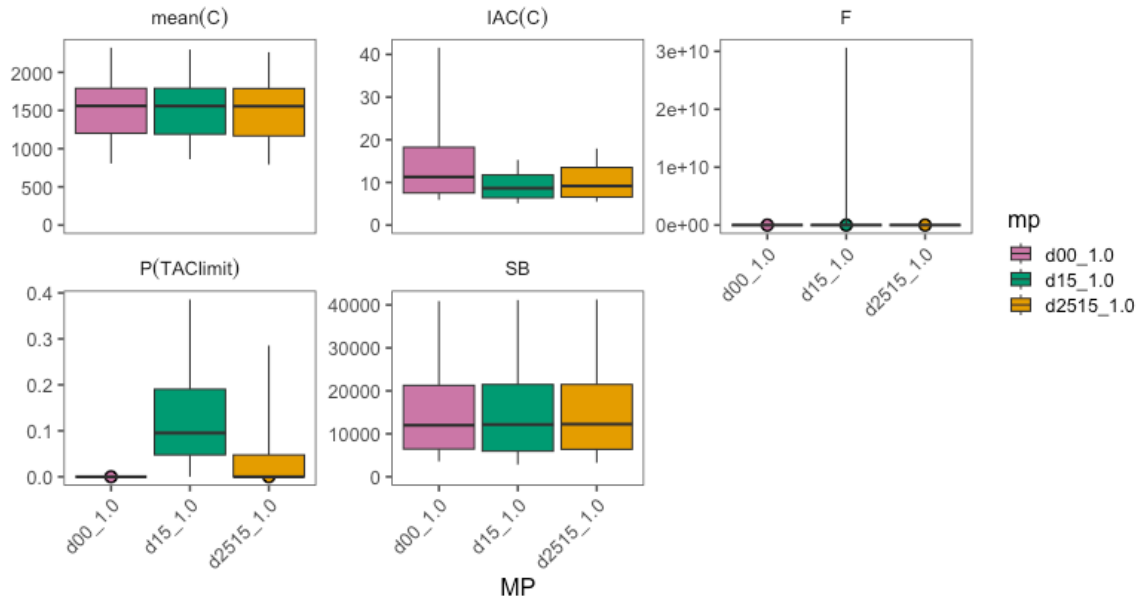 mean(C)
IAC(C)
F
2000
1500
1000
500
0
40
30
20
10
0
3e+10
2e+10
1e+10
0e+00
d00_1.0
d15_1.0
d2515_1.0
P(TAClimit)
SB
0.4
0.3
0.2
0.1
0.0
40000
30000
20000
10000
0
d00_1.0
d15_1.0
d2515_1.0
d00_1.0
d15_1.0
d2515_1.0
MP
mp
d00_1.0
d15_1.0
d2515_1.0